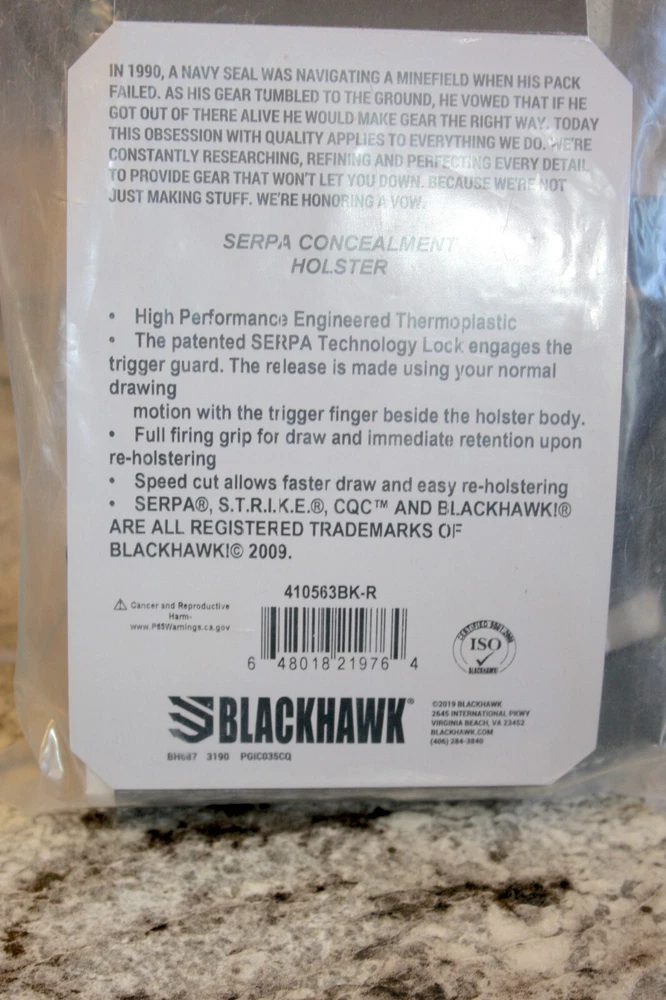 IN 1990, A NAVY SEAL WAS NAVIGATING A MINEFIELD WHEN HIS PACK
FAILED. AS HIS GEAR TUMBLED TO THE GROUND, HE VOWED THAT IF HE
GOT OUT OF THERE ALIVE HE WOULD MAKE GEAR THE RIGHT WAY. TODAY
THIS OBSESSION WITH QUALITY APPLIES TO EVERYTHING WE DO. WE'RE
CONSTANTLY RESEARCHING, REFINING AND PERFECTING EVERY DETAIL
TO PROVIDE GEAR THAT WON'T LET YOU DOWN. BECAUSE WE'RE NOT
JUST MAKING STUFF. WE'RE HONORING A VOW.
SERPA CONCEALMENT
HOLSTER
• High Performance Engineered Thermoplastic
• The patented SERPA Technology Lock engages the
trigger guard. The release is made using your normal
drawing
motion with the trigger finger beside the holster body.
• Full firing grip for draw and immediate retention upon
re-holstering
• Speed cut allows faster draw and easy re-holstering
• SERPA®, S.T.R.I.K.E.®, CQC™ AND BLACKHAWK!®
ARE ALL REGISTERED TRADEMARKS OF
BLACKHAWK!© 2009.
410563BK-R
⚠ Cancer and Reproductive
Harm-
www.P65Warnings.ca.gov
6 48018 21976 4
ISO
BLACKHAWK!
BLACKHAWK®
©2019 BLACKHAWK
2645 INTERNATIONAL PKWY
VIRGINIA BEACH, VA 23452
BLACKHAWK.COM
(406) 284-3840
3190 PGIC035CQ